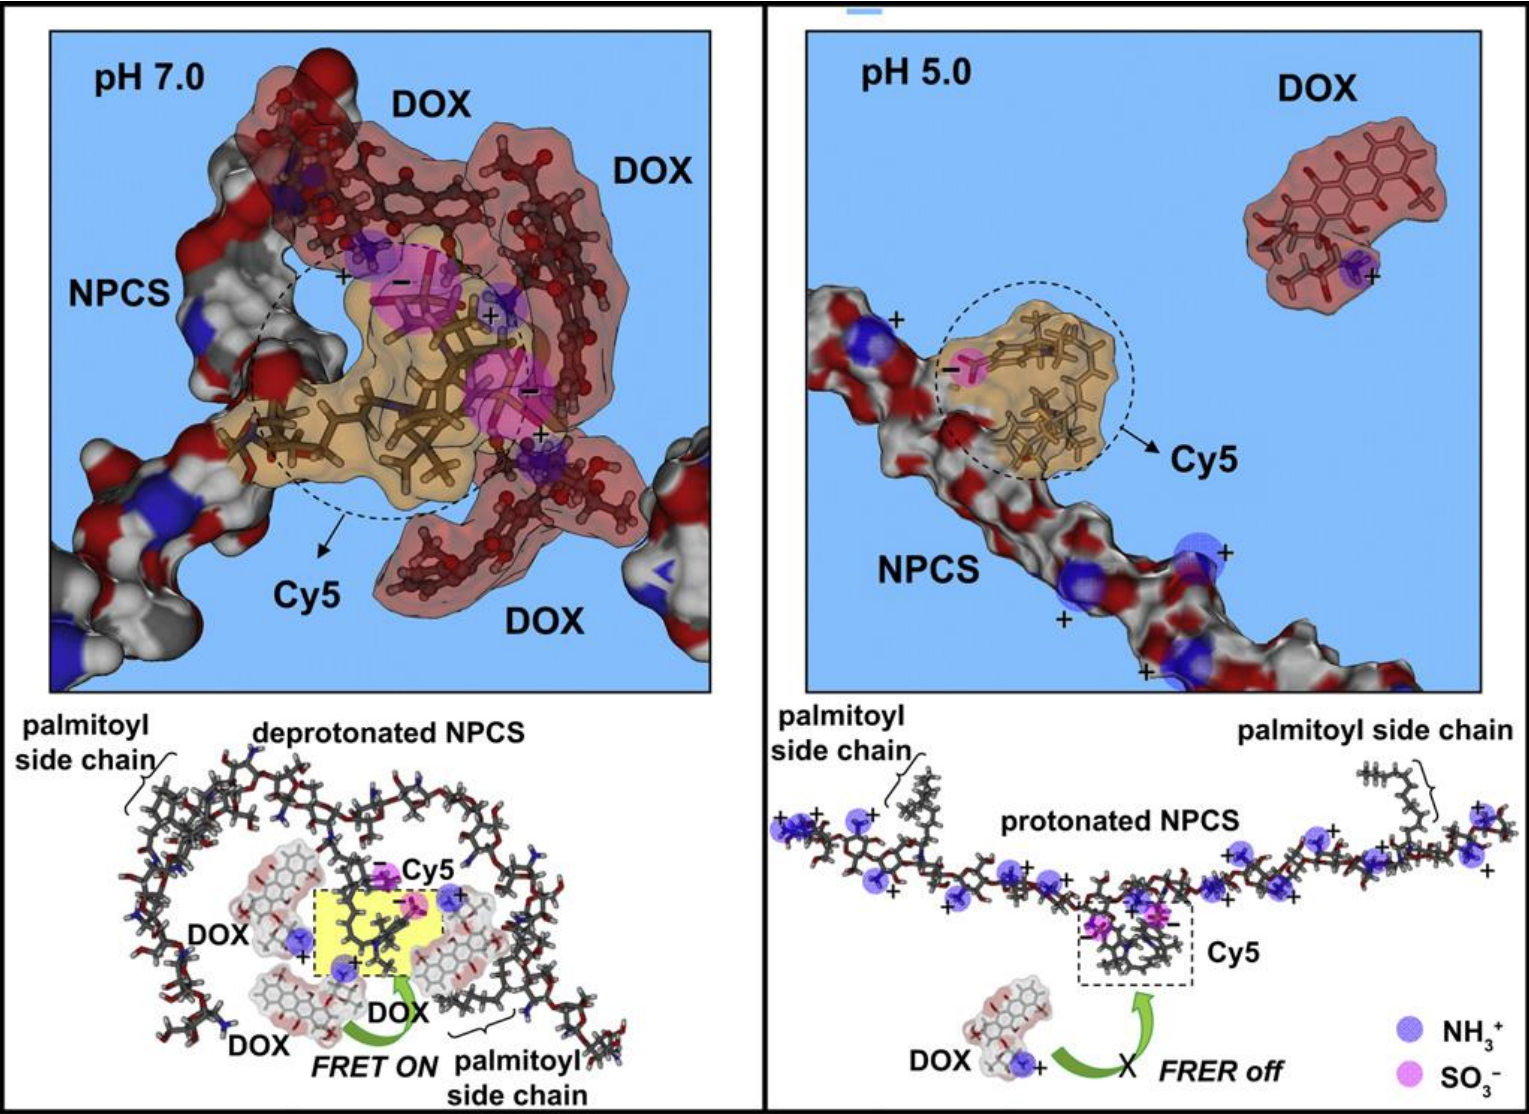 pH 7.0
DOX
DOX
NPCS
+
−
+
−
+
Cy5
DOX
palmitoyl
side chain
deprotonated NPCS
−
Cy5
−
+
DOX
+
+
DOX
DOX
FRET ON
palmitoyl
side chain
pH 5.0
DOX
+
+
−
Cy5
NPCS
+
+
+
palmitoyl
side chain
palmitoyl side chain
protonated NPCS
+
+
+
+
+
+
+
+
+
+
+
+
+
+
−
−
Cy5
DOX
+
X
FRER off
NH₃⁺
SO₃⁻